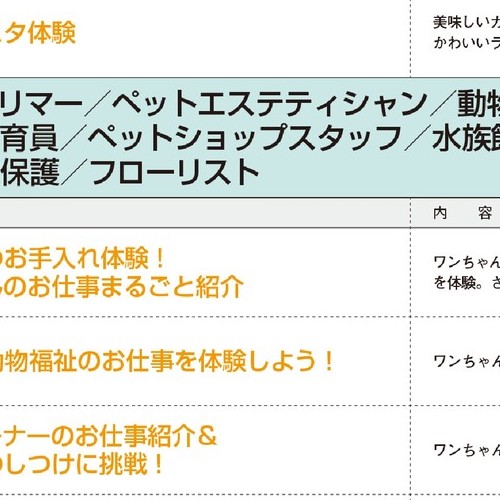 タ体験
美味しいカ
かわいいラ
リマー／ペットエステティシャン／動物
育員／ペットショップスタッフ／水族館
保護／フローリスト
内 容
のお手入れ体験！
ワンちゃん
のお仕事まるごと紹介
を体験。さ
動物福祉のお仕事を体験しよう！
ワンちゃん
ーナーのお仕事紹介＆
のしつけに挑戦！
ワンちゃん